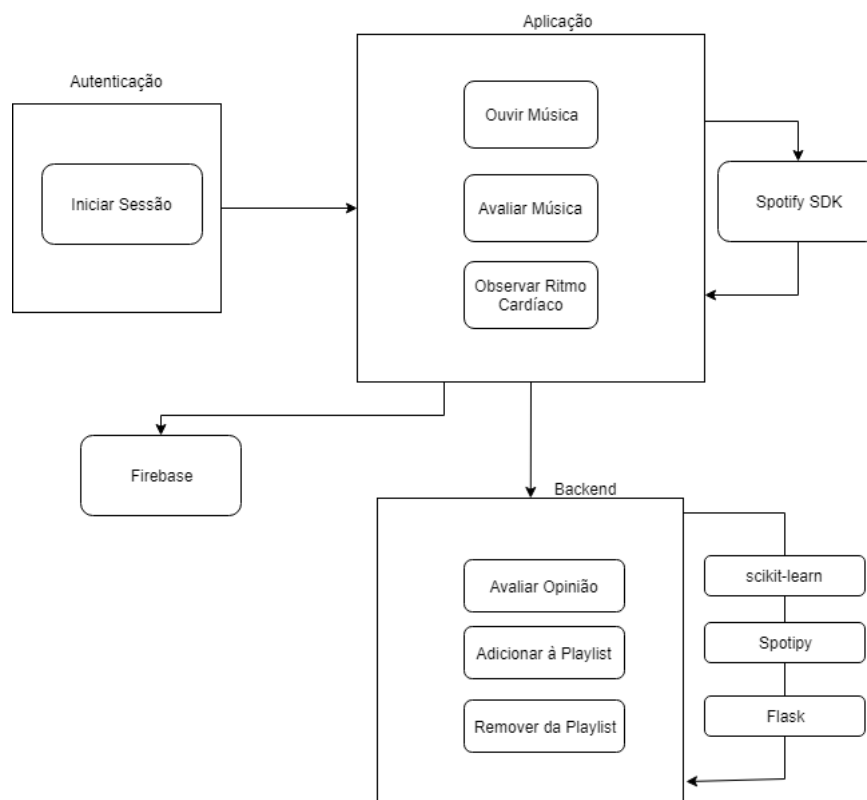 Aplicação
Autenticação
Ouvir Música
Iniciar Sessão
Avaliar Música
Spotify SDK
Observar Ritmo
Cardíaco
Firebase
Backend
scikit-learn
Avaliar Opinião
Spotipy
Adicionar à Playlist
Flask
Remover da Playlist